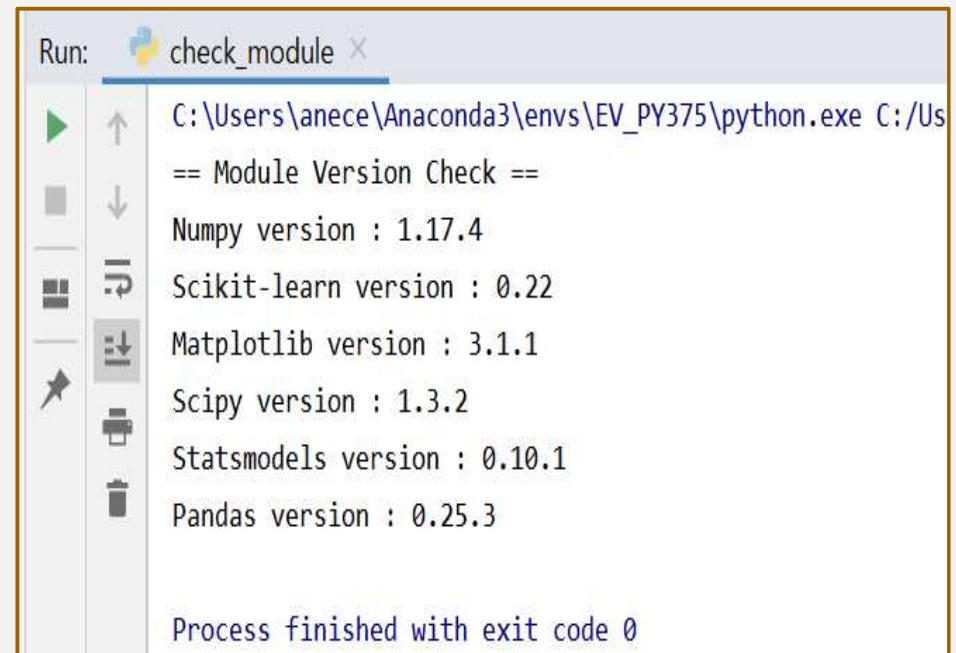 Run: check_module
C:\Users\anece\Anaconda3\envs\EV_PY375\python.exe C:/Us
== Module Version Check ==
Numpy version : 1.17.4
Scikit-learn version : 0.22
Matplotlib version : 3.1.1
Scipy version : 1.3.2
Statsmodels version : 0.10.1
Pandas version : 0.25.3
Process finished with exit code 0